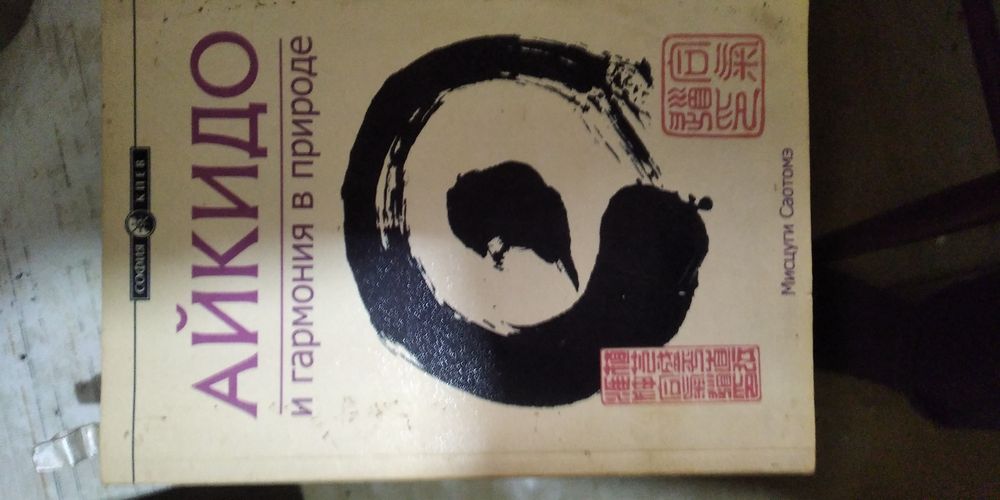 СОФИЯ КИЕВ
АЙКИДО
и гармония в природе
Мисцуги Саотомэ